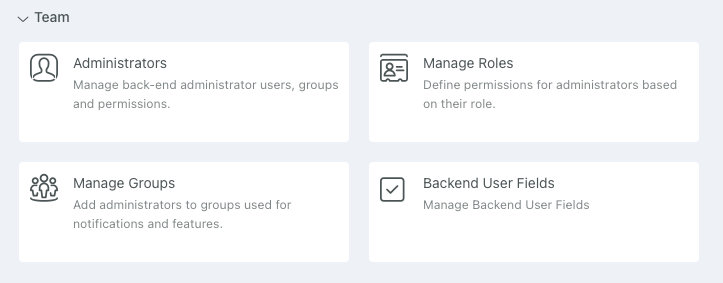 Team
Administrators
Manage back-end administrator users, groups
and permissions.
Manage Roles
Define permissions for administrators based
on their role.
Manage Groups
Add administrators to groups used for
notifications and features.
Backend User Fields
Manage Backend User Fields